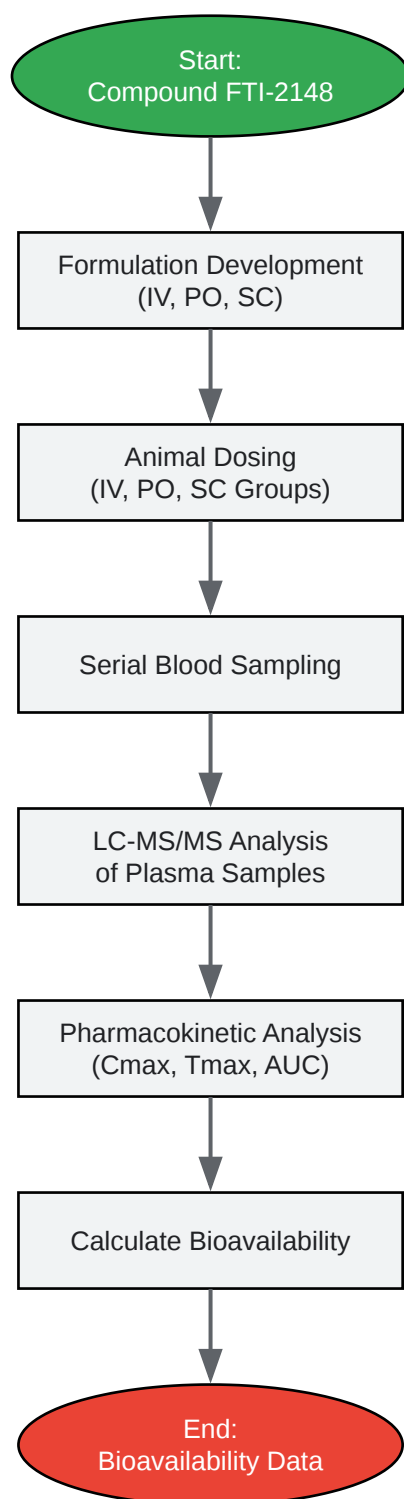 Start:
Compound FTI-2148
Formulation Development
(IV, PO, SC)
Animal Dosing
(IV, PO, SC Groups)
Serial Blood Sampling
LC-MS/MS Analysis
of Plasma Samples
Pharmacokinetic Analysis
(Cmax, Tmax, AUC)
Calculate Bioavailability
End:
Bioavailability Data